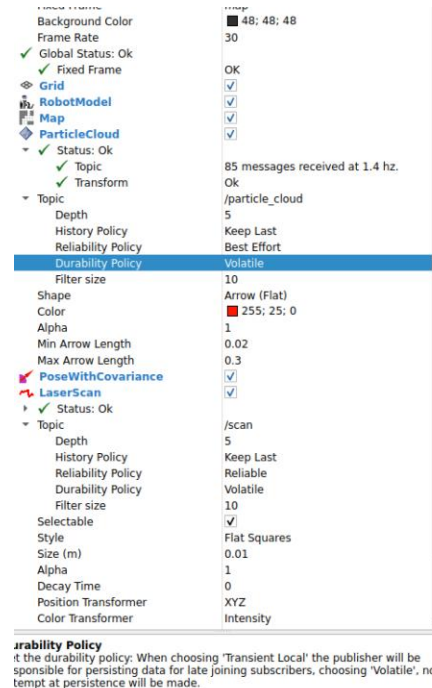 Fixed Frame map
Background Color 48; 48; 48
Frame Rate 30
Global Status: Ok
Fixed Frame OK
Grid
RobotModel
Map
ParticleCloud
Status: Ok
Topic 85 messages received at 1.4 hz.
Transform Ok
Topic /particle_cloud
Depth 5
History Policy Keep Last
Reliability Policy Best Effort
Durability Policy Volatile
Filter size 10
Shape Arrow (Flat)
Color 255; 25; 0
Alpha 1
Min Arrow Length 0.02
Max Arrow Length 0.3
PoseWithCovariance
LaserScan
Status: Ok
Topic /scan
Depth 5
History Policy Keep Last
Reliability Policy Reliable
Durability Policy Volatile
Filter size 10
Selectable
Style Flat Squares
Size (m) 0.01
Alpha 1
Decay Time 0
Position Transformer XYZ
Color Transformer Intensity
urability Policy
t the durability policy: When choosing 'Transient Local' the publisher will be
sponsible for persisting data for late joining subscribers, choosing 'Volatile', no
tempt at persistence will be made.